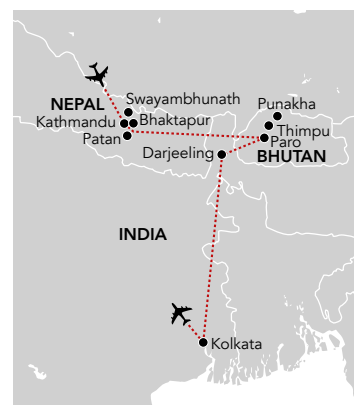 Swayambhunath
NEPAL
Punakha
Kathmandu
Bhaktapur
Thimpu
Patan
Paro
Darjeeling
BHUTAN
INDIA
Kolkata